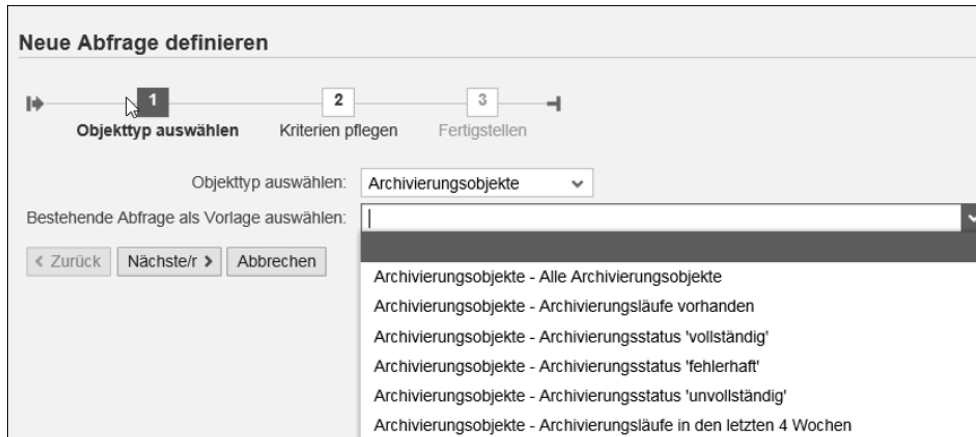 Neue Abfrage definieren
1 2 3
Objekttyp auswählen Kriterien pflegen Fertigstellen
Objekttyp auswählen: Archivierungsobjekte
Bestehende Abfrage als Vorlage auswählen:
< Zurück Nächste/r > Abbrechen
Archivierungsobjekte - Alle Archivierungsobjekte
Archivierungsobjekte - Archivierungsläufe vorhanden
Archivierungsobjekte - Archivierungsstatus 'vollständig'
Archivierungsobjekte - Archivierungsstatus 'fehlerhaft'
Archivierungsobjekte - Archivierungsstatus 'unvollständig'
Archivierungsobjekte - Archivierungsläufe in den letzten 4 Wochen